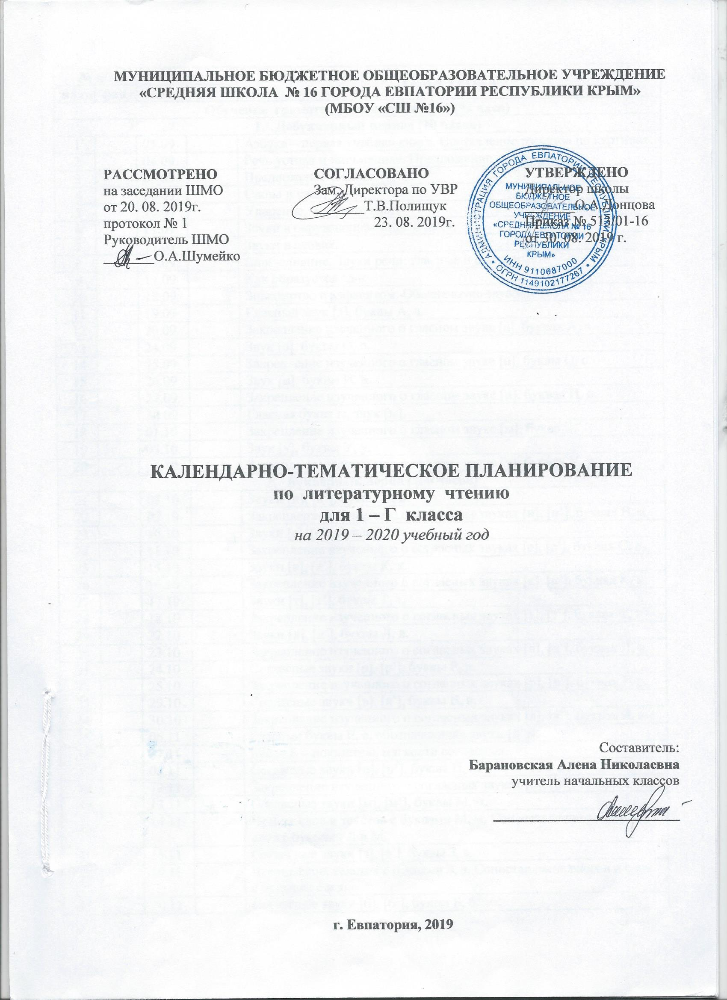 МУНИЦИПАЛЬНОЕ БЮДЖЕТНОЕ ОБЩЕОБРАЗОВАТЕЛЬНОЕ УЧРЕЖДЕНИЕ
«СРЕДНЯЯ ШКОЛА № 16 ГОРОДА ЕВПАТОРИИ РЕСПУБЛИКИ КРЫМ»
(МБОУ «СШ №16»)
РАССМОТРЕНО
на заседании ШМО
от 20. 08. 2019г.
протокол № 1
Руководитель ШМО
_______О.А.Шумейко
СОГЛАСОВАНО
Зам. Директора по УВР
_______Т.В.Полищук
23. 08. 2019г.
УТВЕРЖДЕНО
Директор школы
_______О.А.Донцова
Приказ № 513/01-16
от 30. 08. 2019 г.
АДМИНИСТРАЦИЯ ГОРОДА ЕВПАТОРИИ РЕСПУБЛИКИ КРЫМ
МУНИЦИПАЛЬНОЕ
БЮДЖЕТНОЕ
ОБЩЕОБРАЗОВАТЕЛЬНОЕ
УЧРЕЖДЕНИЕ
«СРЕДНЯЯ ШКОЛА № 16
ГОРОДА ЕВПАТОРИИ
РЕСПУБЛИКИ
КРЫМ»
ИНН 9110087000
ОГРН 1149102177267
КАЛЕНДАРНО-ТЕМАТИЧЕСКОЕ ПЛАНИРОВАНИЕ
по литературному чтению
для 1 – Г класса
на 2019 – 2020 учебный год
Составитель:
Барановская Алена Николаевна
учитель начальных классов
г. Евпатория, 2019